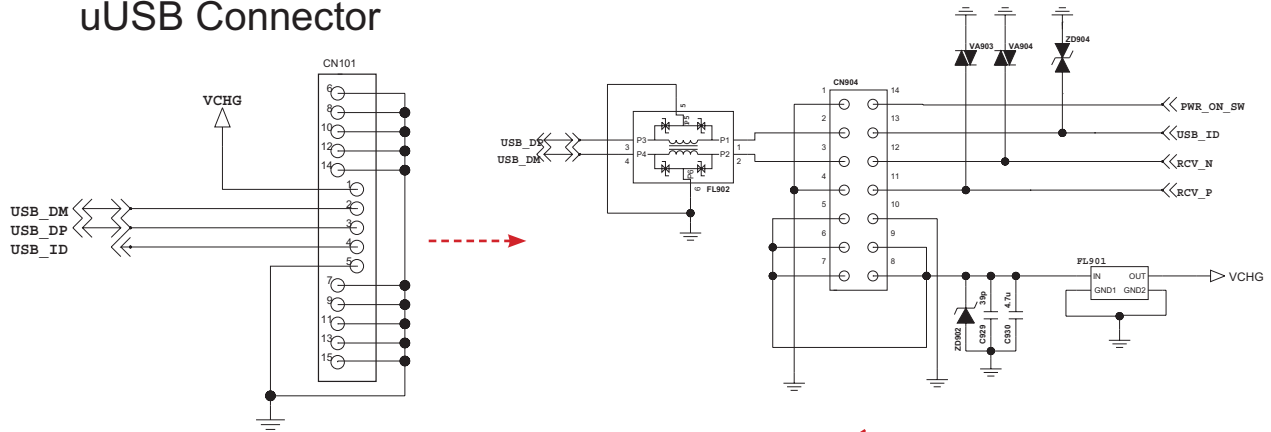 uUSB Connector
CN101
VCHG
6
8
10
12
14
1
2
3
4
5
7
9
11
13
15
USB_DM
USB_DP
USB_ID
USB_DP
USB_DM
5
P5
P3
P1
3
1
P4
P2
4
2
P6
6
FL902
CN904
1
14
2
13
3
12
4
11
5
10
6
9
7
8
VA903
VA904
ZD904
PWR_ON_SW
USB_ID
RCV_N
RCV_P
ZD902
C929
39p
C930
4.7u
FL901
IN
OUT
GND1
GND2
VCHG